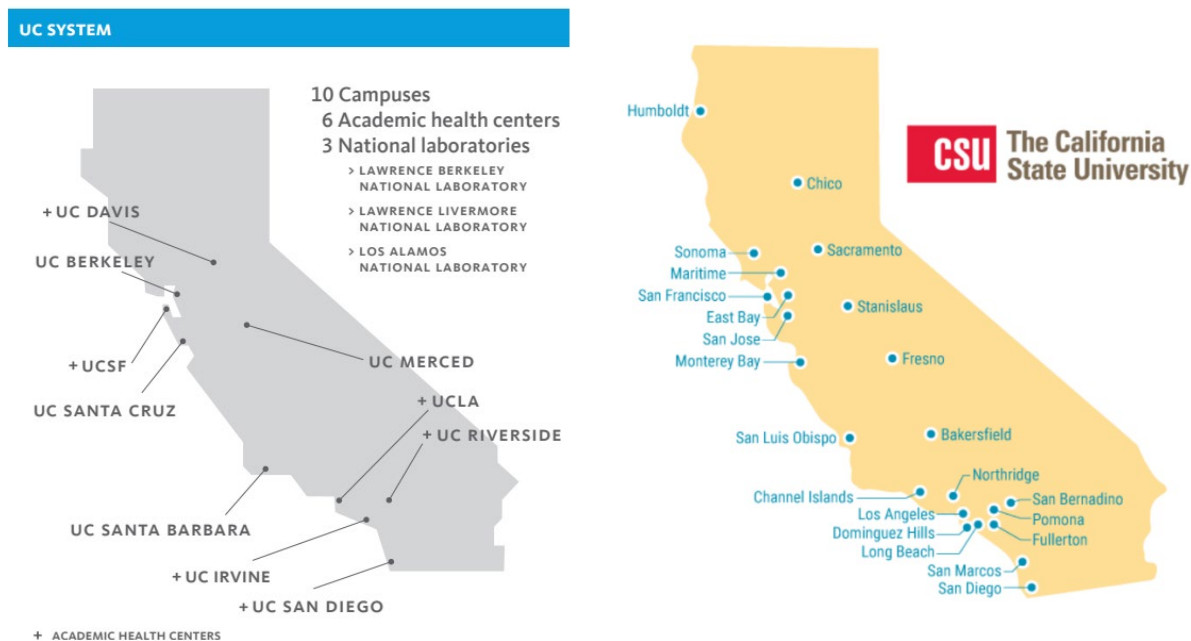 UC SYSTEM
10 Campuses
6 Academic health centers
3 National laboratories
> LAWRENCE BERKELEY
NATIONAL LABORATORY
> LAWRENCE LIVERMORE
NATIONAL LABORATORY
> LOS ALAMOS
NATIONAL LABORATORY
+ UC DAVIS
UC BERKELEY
+ UCSF
UC MERCED
UC SANTA CRUZ
+ UCLA
+ UC RIVERSIDE
UC SANTA BARBARA
+ UC IRVINE
+ UC SAN DIEGO
+ ACADEMIC HEALTH CENTERS
CSU
The California
State University
Humboldt
Chico
Sonoma
Sacramento
Maritime
San Francisco
East Bay
Stanislaus
San Jose
Monterey Bay
Fresno
San Luis Obispo
Bakersfield
Northridge
Channel Islands
San Bernadino
Los Angeles
Pomona
Dominguez Hills
Fullerton
Long Beach
San Marcos
San Diego